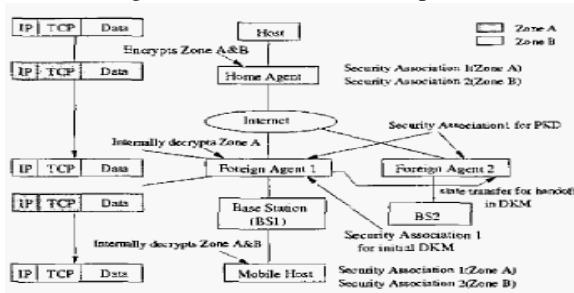 IP TCP Data
Host
Zone A
Zone B
Encrypts Zone A&B
IP TCP Data
Home Agent
Security Association 1(Zone A)
Security Association 2(Zone B)
Internet
Internally decrypts Zone A
Security Association1 for PKD
IP TCP Data
Foreign Agent 1
Foreign Agent 2
state transfer for handoff
in DKM
IP TCP Data
Base Station
(BS1)
BS2
Security Association 1
for initial DKM
Internally decrypts Zone A&B
IP TCP Data
Mobile Host
Security Association 1(Zone A)
Security Association 2(Zone B)